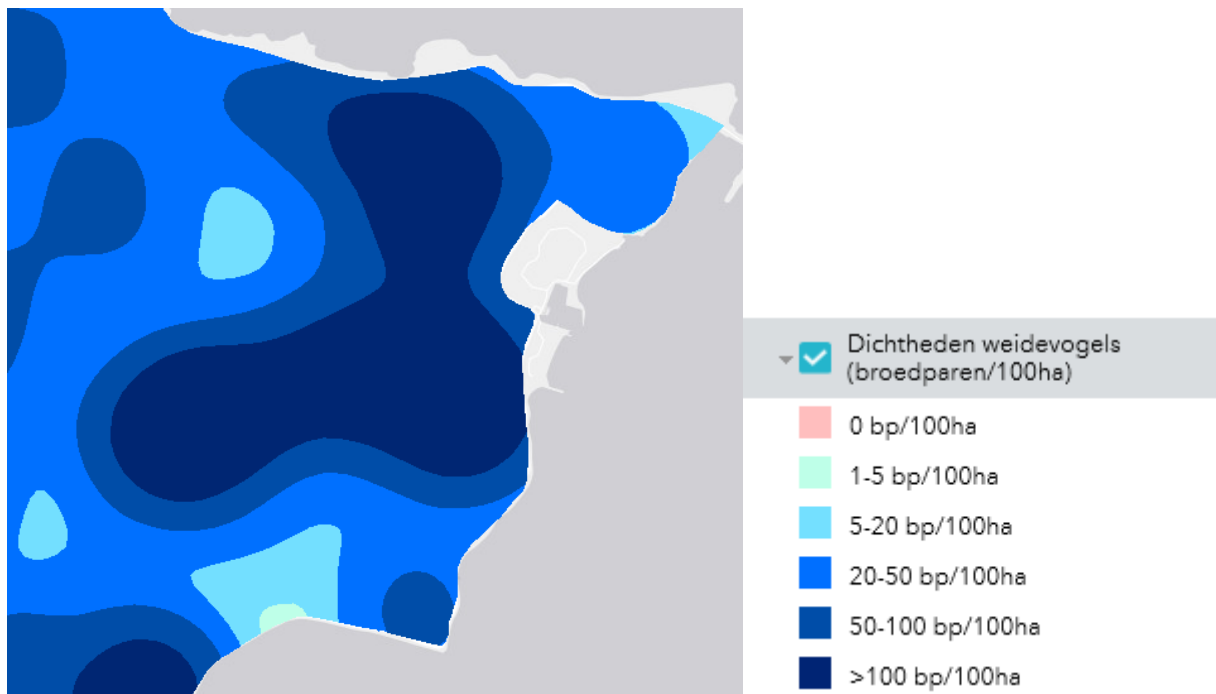 Dichtheden weidevogels
(broedparen/100ha)
0 bp/100ha
1-5 bp/100ha
5-20 bp/100ha
20-50 bp/100ha
50-100 bp/100ha
>100 bp/100ha